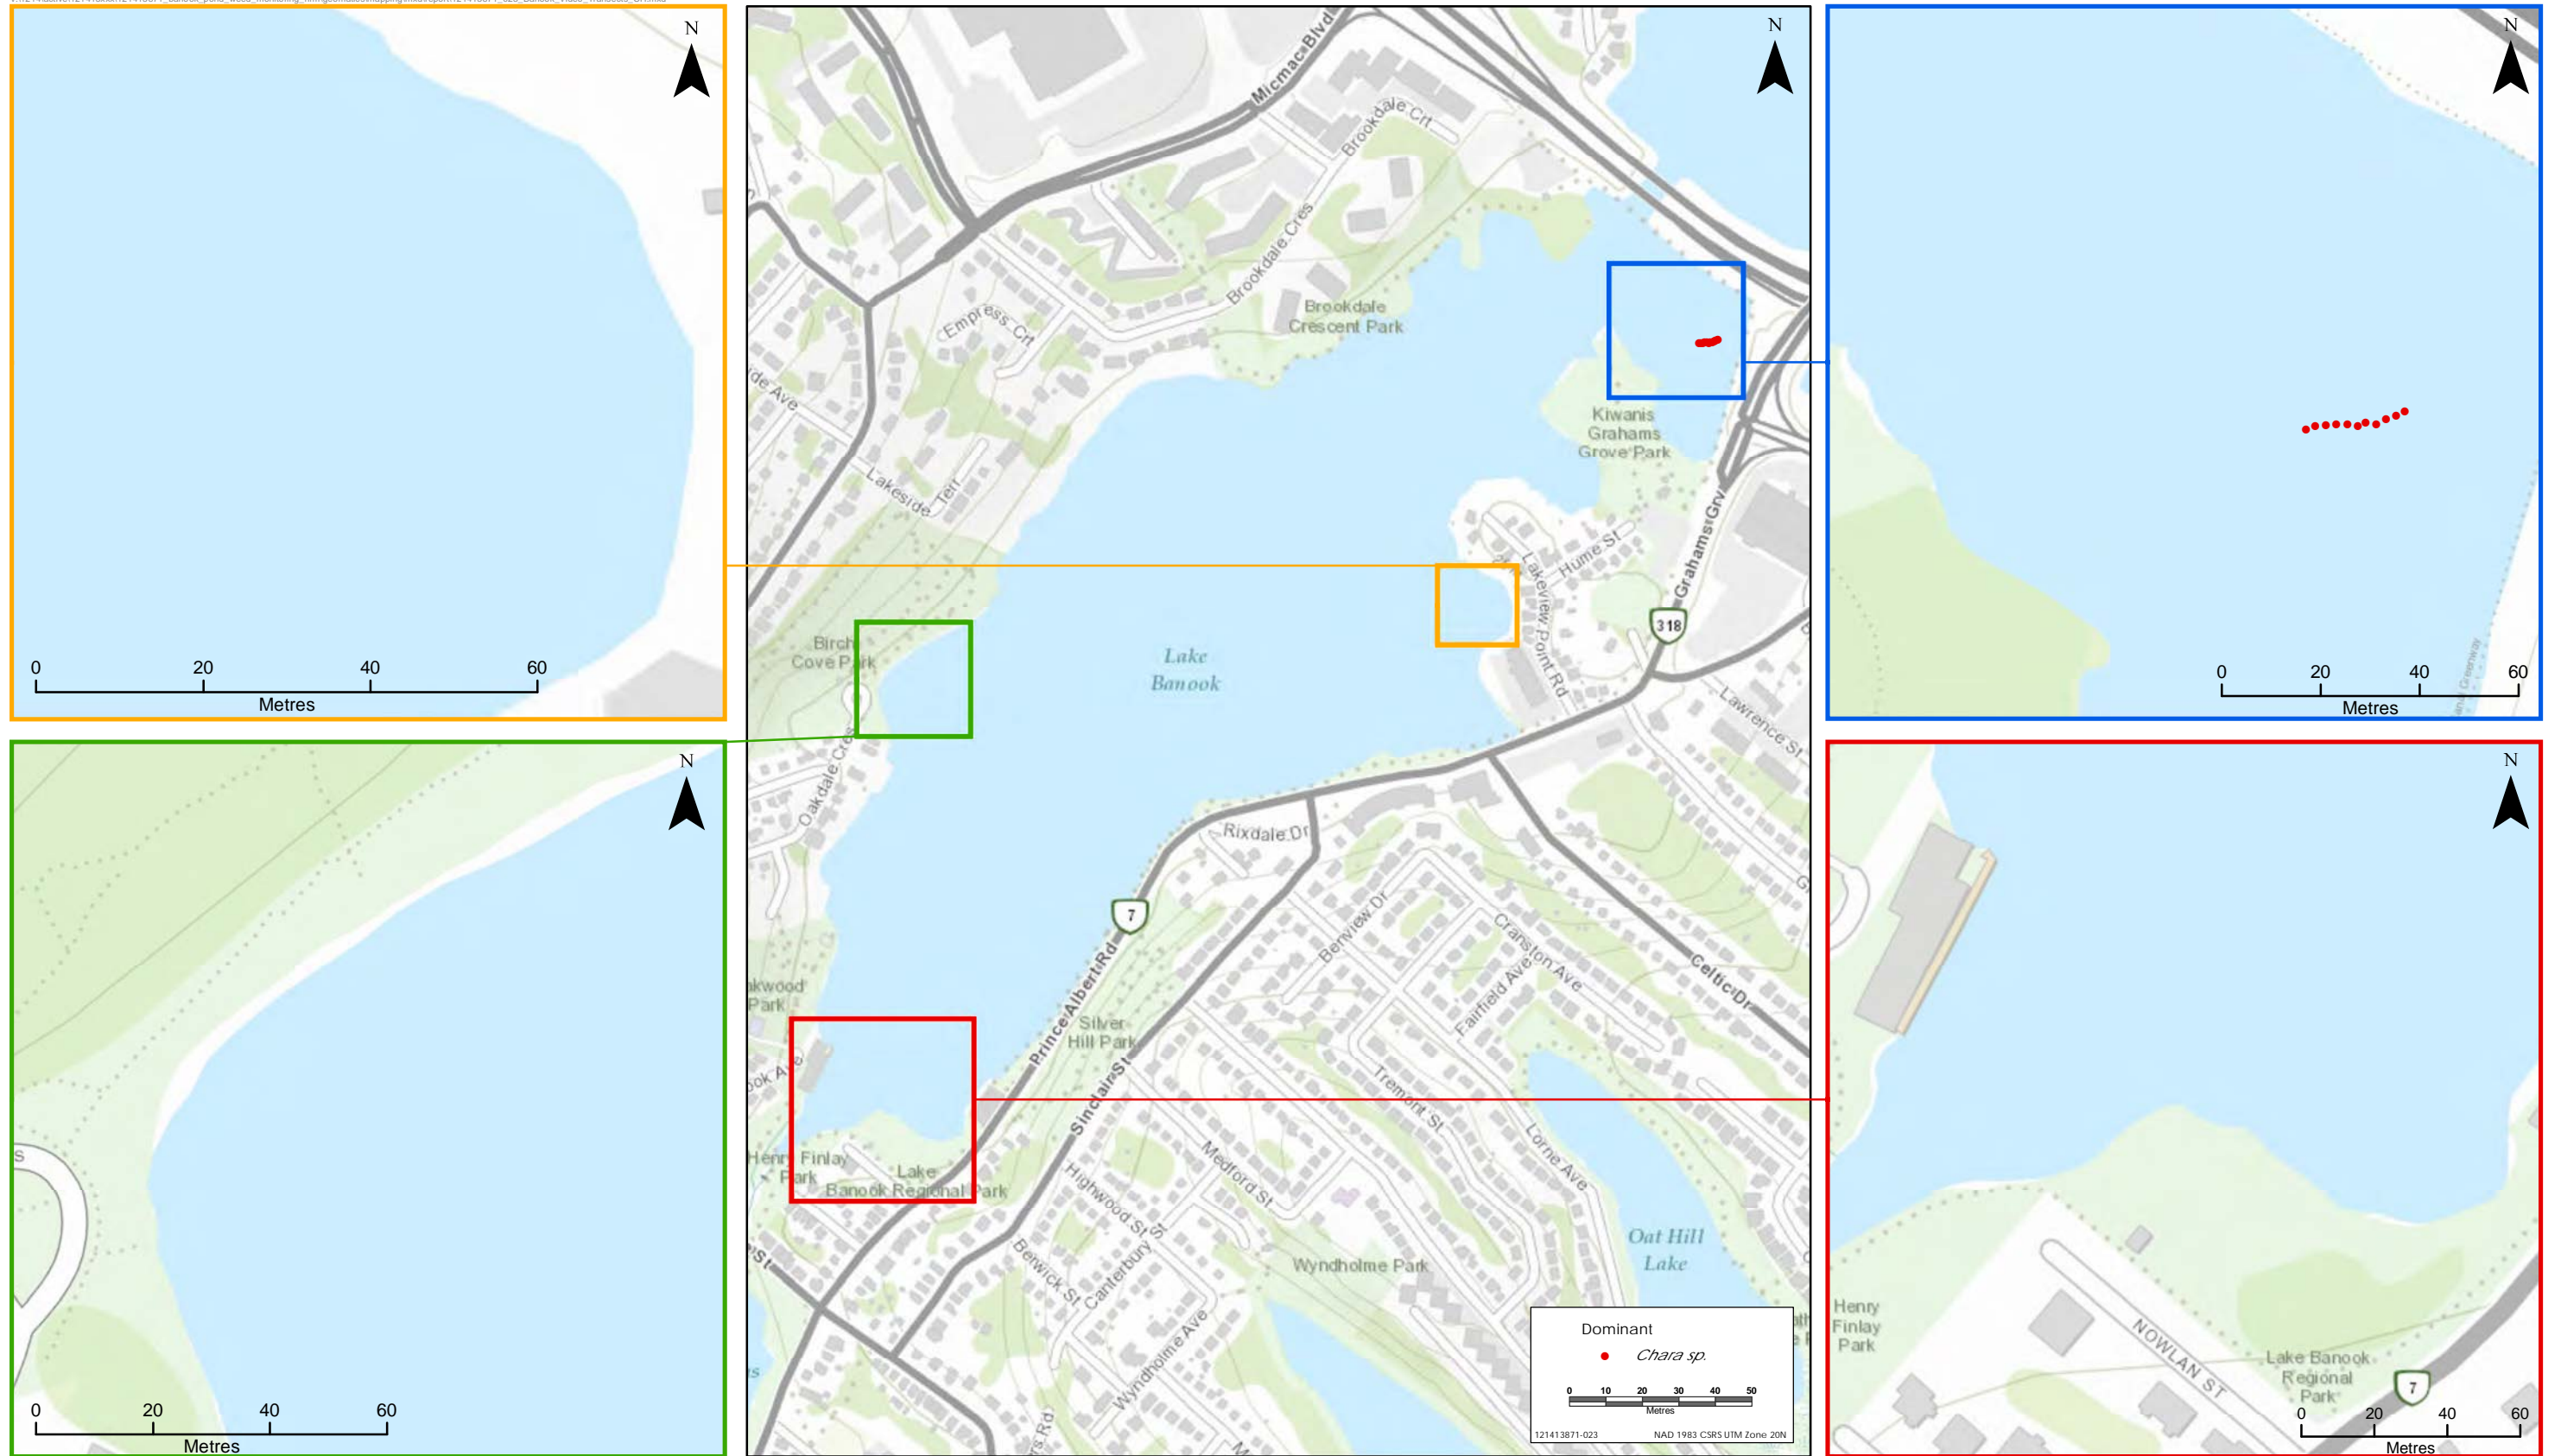 N
0 20 40 60
Metres
N
0 20 40 60
Metres
N
Micmac Blvd
Brookdale Crt
Brookdale Cres
Empress Crt
Brookdale
Crescent Park
Kiwanis
Grahams
Grove Park
Lakeside Terr
Hume St
Lakeview Point Rd
Grahams Grv
318
Birch
Cove Park
Lake
Banook
Oakdale Cres
Lawrence St
Rixdale Dr
7
Prince Albert Rd
Benview Dr
Cranston Ave
Fairfield Ave
Celtic Dr
Silver
Hill Park
Sinclair St
Tremont St
Lorne Ave
Medford St
Henry Finlay
Park
Lake
Banook Regional Park
Highwood St
Berwick St
Canterbury St
Wyndholme Ave
Wyndholme Park
Oat Hill
Lake
Dominant
Chara sp.
0 10 20 30 40 50
Metres
121413871-023 NAD 1983 CSRS UTM Zone 20N
N
0 20 40 60
Metres
N
Henry
Finlay
Park
NOWLAN ST
Lake Banook
Regional
Park
7
0 20 40 60
Metres